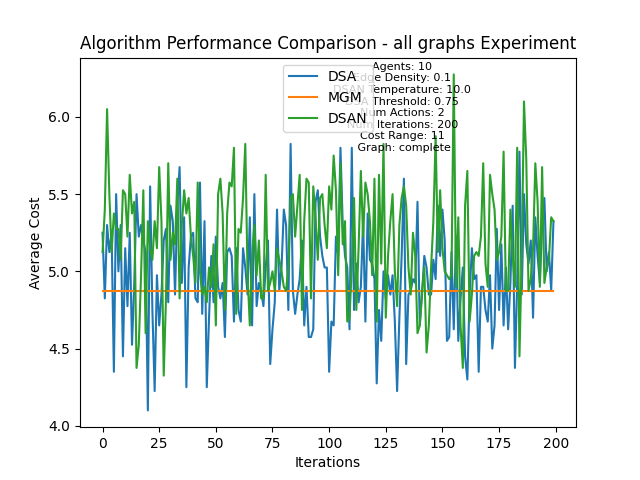 Algorithm Performance Comparison - all graphs Experiment
Agents: 10
Edge Density: 0.1
DSAN Temperature: 10.0
DSA Threshold: 0.75
Num Actions: 2
Num Iterations: 200
Cost Range: 11
Graph: complete
DSA
MGM
DSAN
Average Cost
6.0
5.5
5.0
4.5
4.0
0 25 50 75 100 125 150 175 200
Iterations